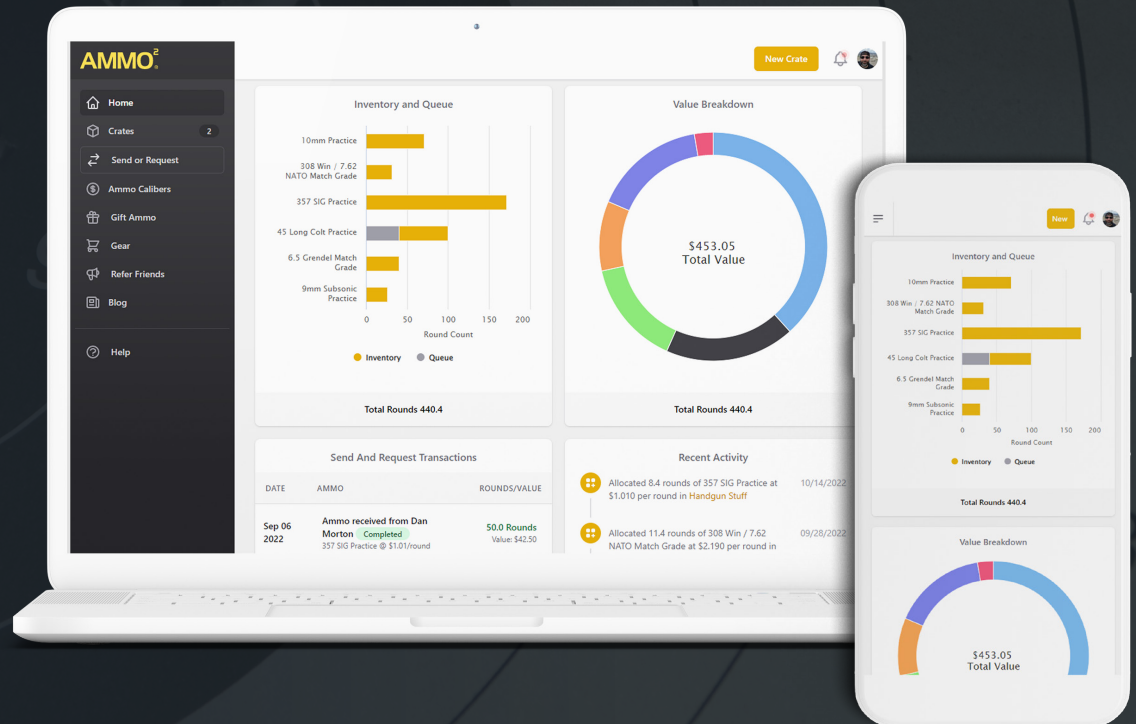 AMMO²
New Crate
Home
Crates 2
Send or Request
Ammo Calibers
Gift Ammo
Gear
Refer Friends
Blog
Help
Inventory and Queue
10mm Practice
308 Win / 7.62
NATO Match Grade
357 SIG Practice
45 Long Colt Practice
6.5 Grendel Match
Grade
9mm Subsonic
Practice
0 50 100 150 200
Round Count
Inventory Queue
Total Rounds 440.4
Value Breakdown
$453.05
Total Value
Total Rounds 440.4
Send And Request Transactions
DATE AMMO ROUNDS/VALUE
Sep 06
2022
Ammo received from Dan
Morton Completed
357 SIG Practice @ $1.01/round
50.0 Rounds
Value: $42.50
Recent Activity
Allocated 8.4 rounds of 357 SIG Practice at
$1.010 per round in Handgun Stuff
10/14/2022
Allocated 11.4 rounds of 308 Win / 7.62
NATO Match Grade at $2.190 per round in
09/28/2022
New
Inventory and Queue
10mm Practice
308 Win / 7.62 NATO
Match Grade
357 SIG Practice
45 Long Colt Practice
6.5 Grendel Match
Grade
9mm Subsonic
Practice
0 50 100 150 200
Round Count
Inventory Queue
Total Rounds 440.4
Value Breakdown
$453.05
Total Value